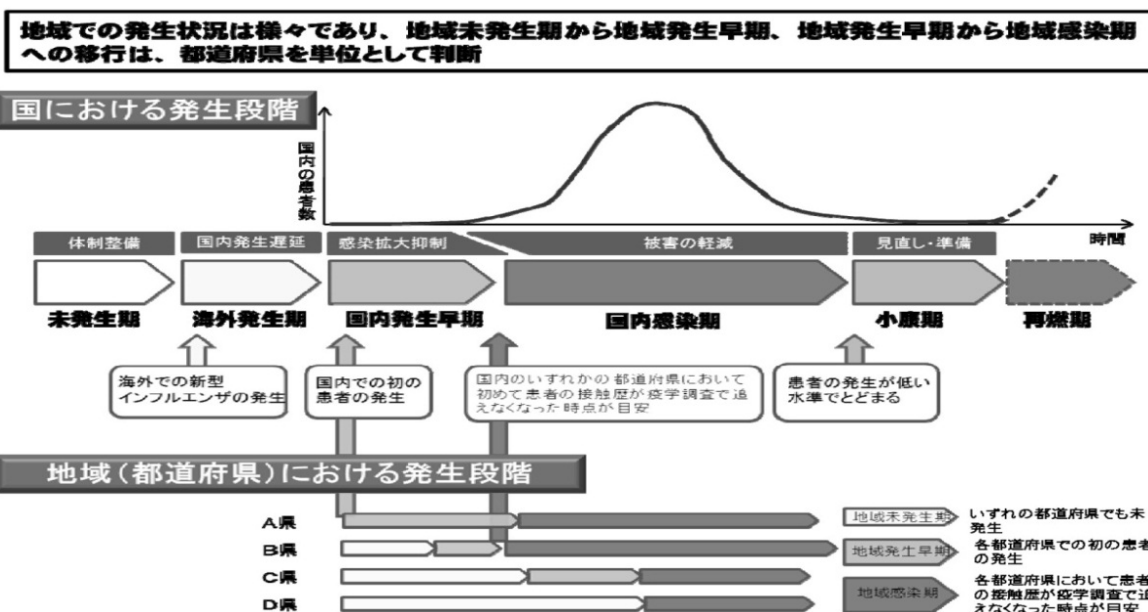 地域での発生状況は様々であり、地域未発生期から地域発生早期、地域発生早期から地域感染期
への移行は、都道府県を単位として判断
国における発生段階
国内の患者数
時間
体制整備
国内発生遅延
感染拡大抑制
被害の軽減
見直し・準備
未発生期
海外発生期
国内発生早期
国内感染期
小康期
再燃期
海外での新型
インフルエンザの発生
国内での初の
患者の発生
国内のいずれかの都道府県において
初めて患者の接触歴が疫学調査で追
えなくなった時点が目安
患者の発生が低い
水準でとどまる
地域(都道府県)における発生段階
A県
B県
C県
D県
地域未発生期
いずれの都道府県でも未
発生
地域発生早期
各都道府県での初の患者
の発生
地域感染期
各都道府県において患者
の接触歴が疫学調査で追
えなくなった時点が目安